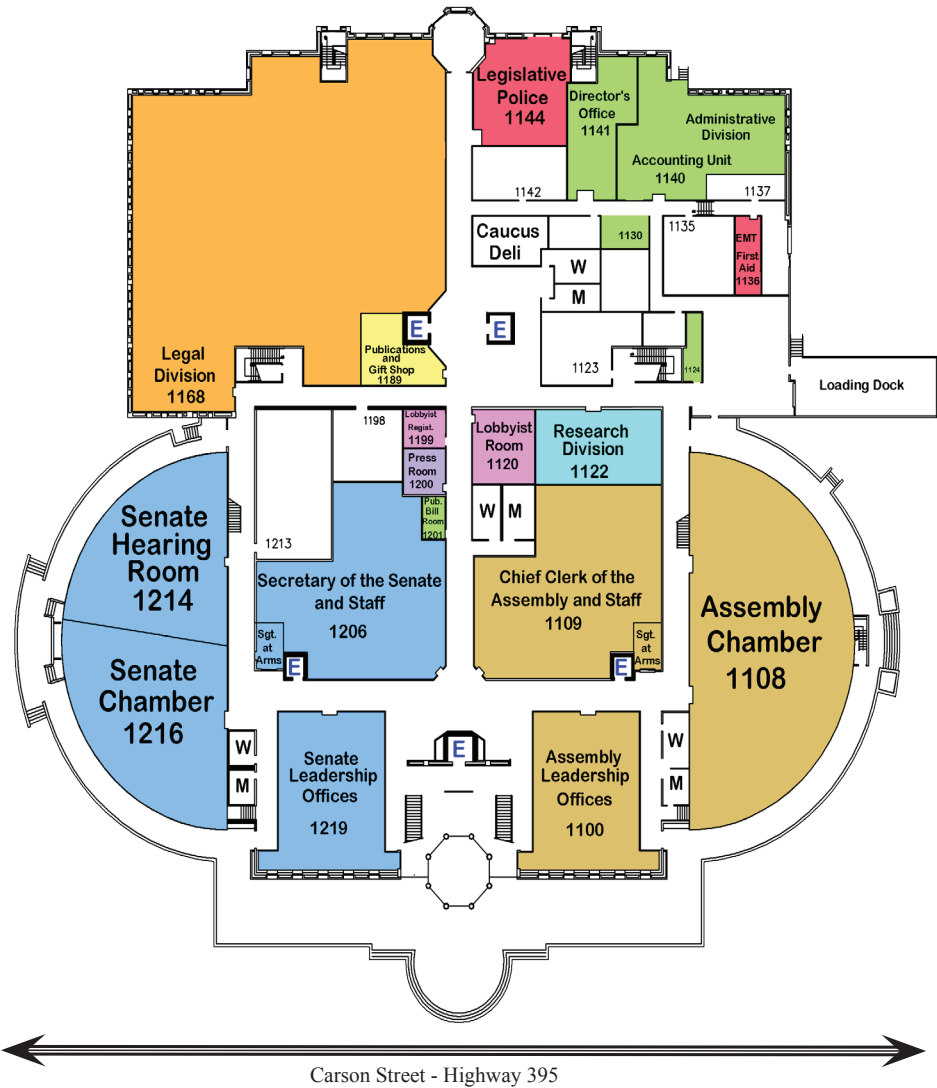 Legislative
Police
1144
Director's
Office
1141
Administrative
Division
Accounting Unit
1140
1142
1137
Caucus
Deli
1130
1135
EMT
First
Aid
1136
W
M
E
E
Publications
and
Gift Shop
1189
Legal
Division
1168
1123
1124
Loading Dock
1198
Lobbyist
Regist.
1199
Press
Room
1200
Pub.
Bill
Room
1201
Lobbyist
Room
1120
Research
Division
1122
W
M
1213
Senate
Hearing
Room
1214
Secretary of the Senate
and Staff
1206
Sgt.
at
Arms
E
Chief Clerk of the
Assembly and Staff
1109
Sgt.
at
Arms
E
Assembly
Chamber
1108
Senate
Chamber
1216
W
M
Senate
Leadership
Offices
1219
E
Assembly
Leadership
Offices
1100
W
M
Carson Street - Highway 395